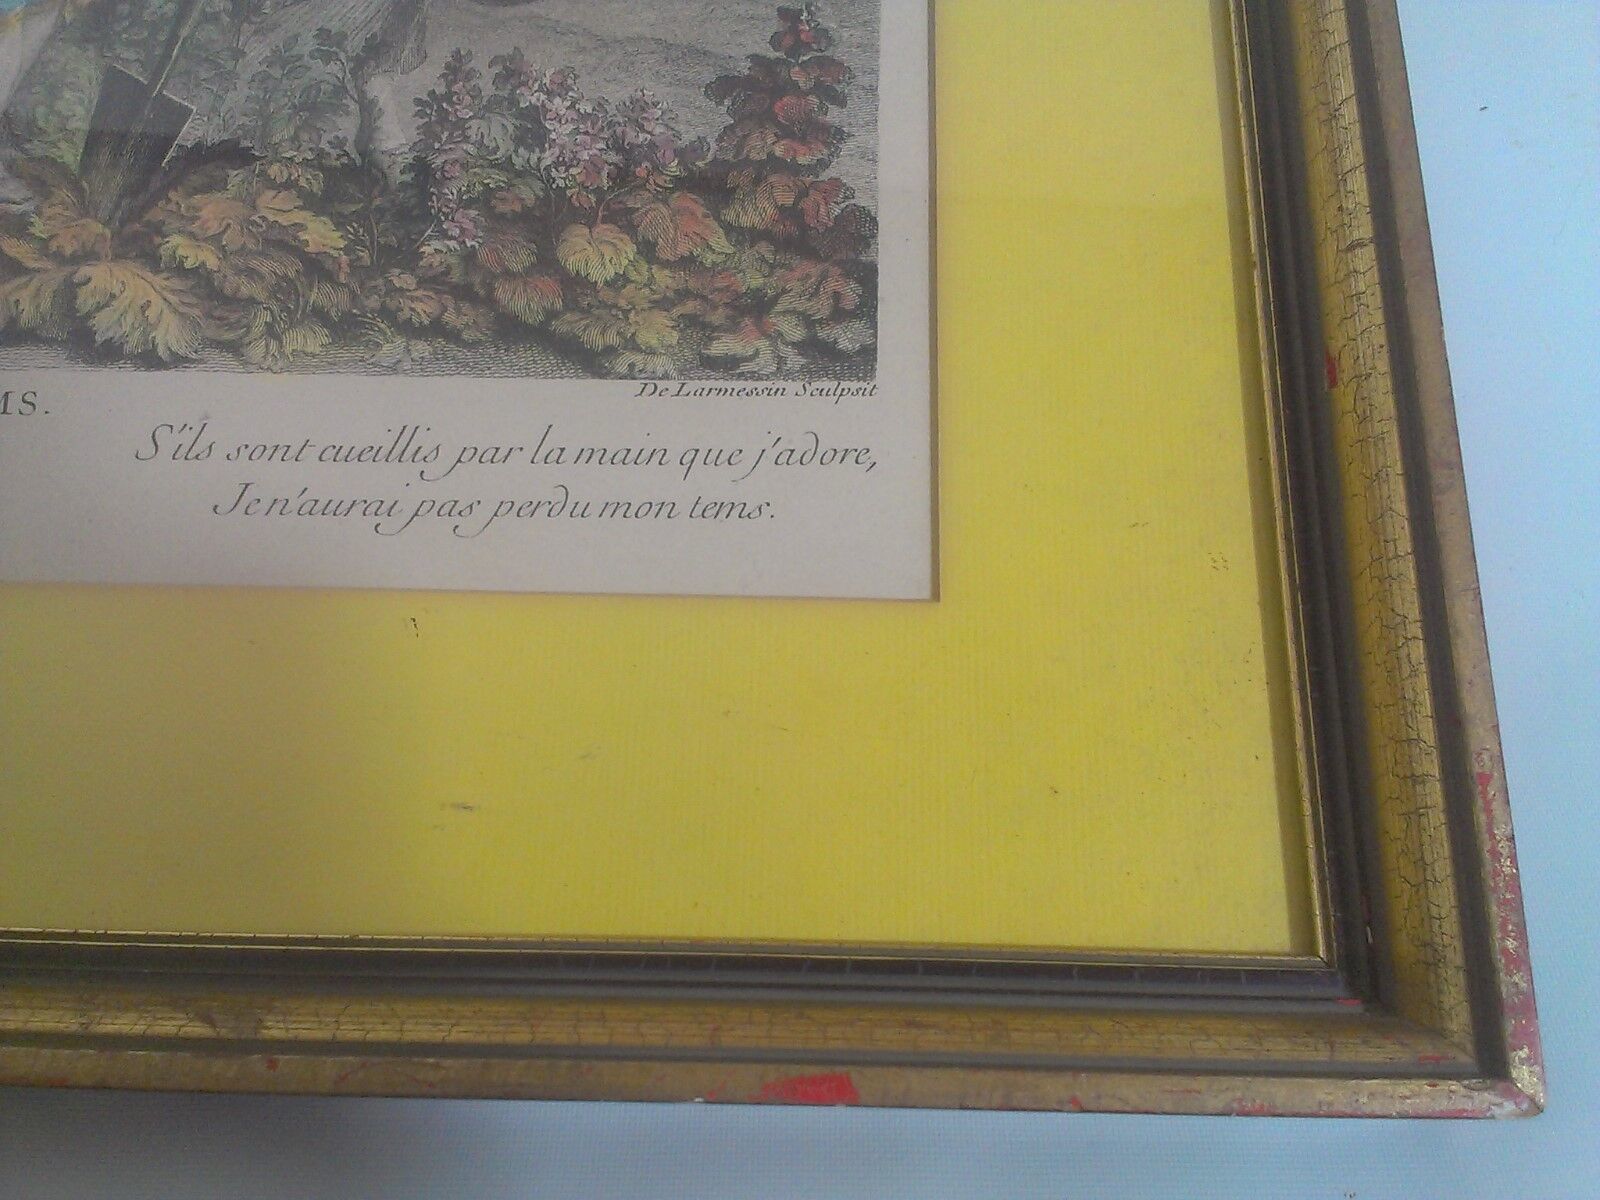 De Larmessin Sculpsit
MS.
S'ils sont cueillis par la main que j'adore,
Je n'aurai pas perdu mon tems.